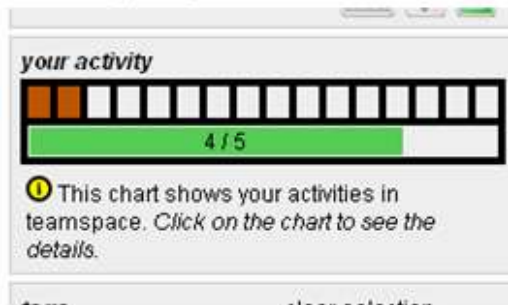 your activity
4 / 5
This chart shows your activities in
teamspace. Click on the chart to see the
details.